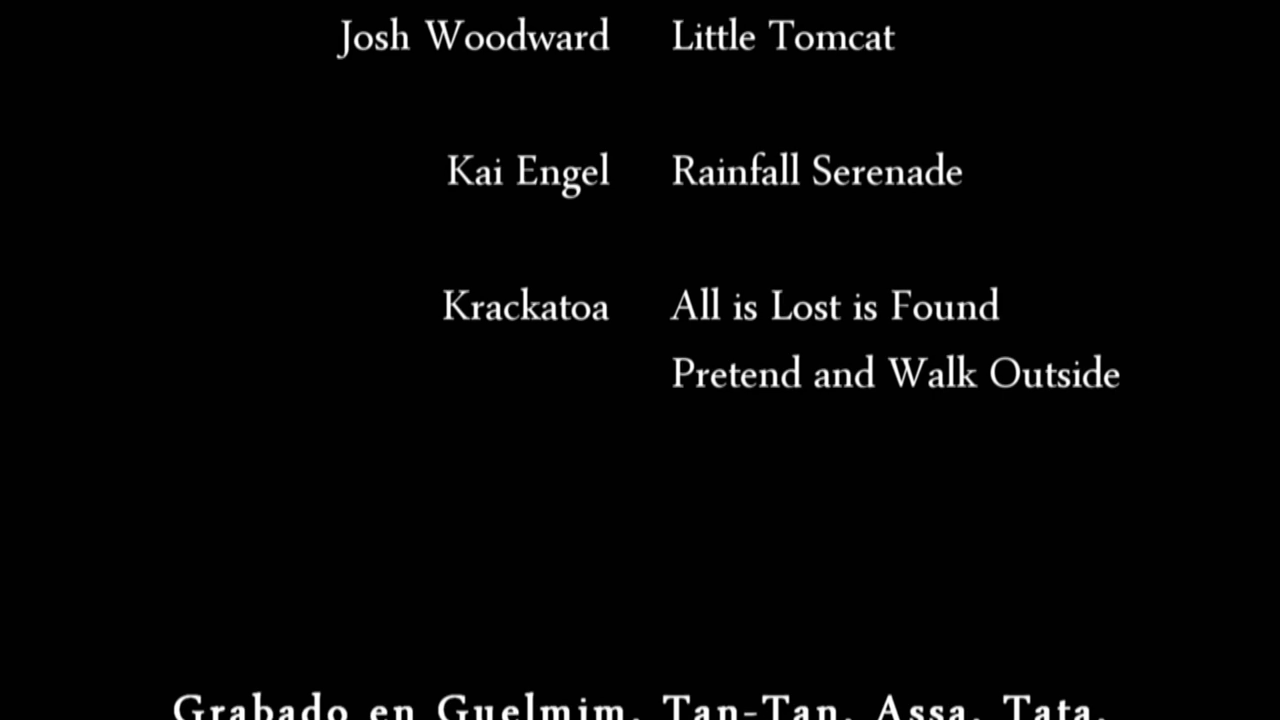 Josh Woodward Little Tomcat
Kai Engel Rainfall Serenade
Krackatoa All is Lost is Found
Pretend and Walk Outside
Grabado en Guelmim, Tan-Tan, Assa, Tata,